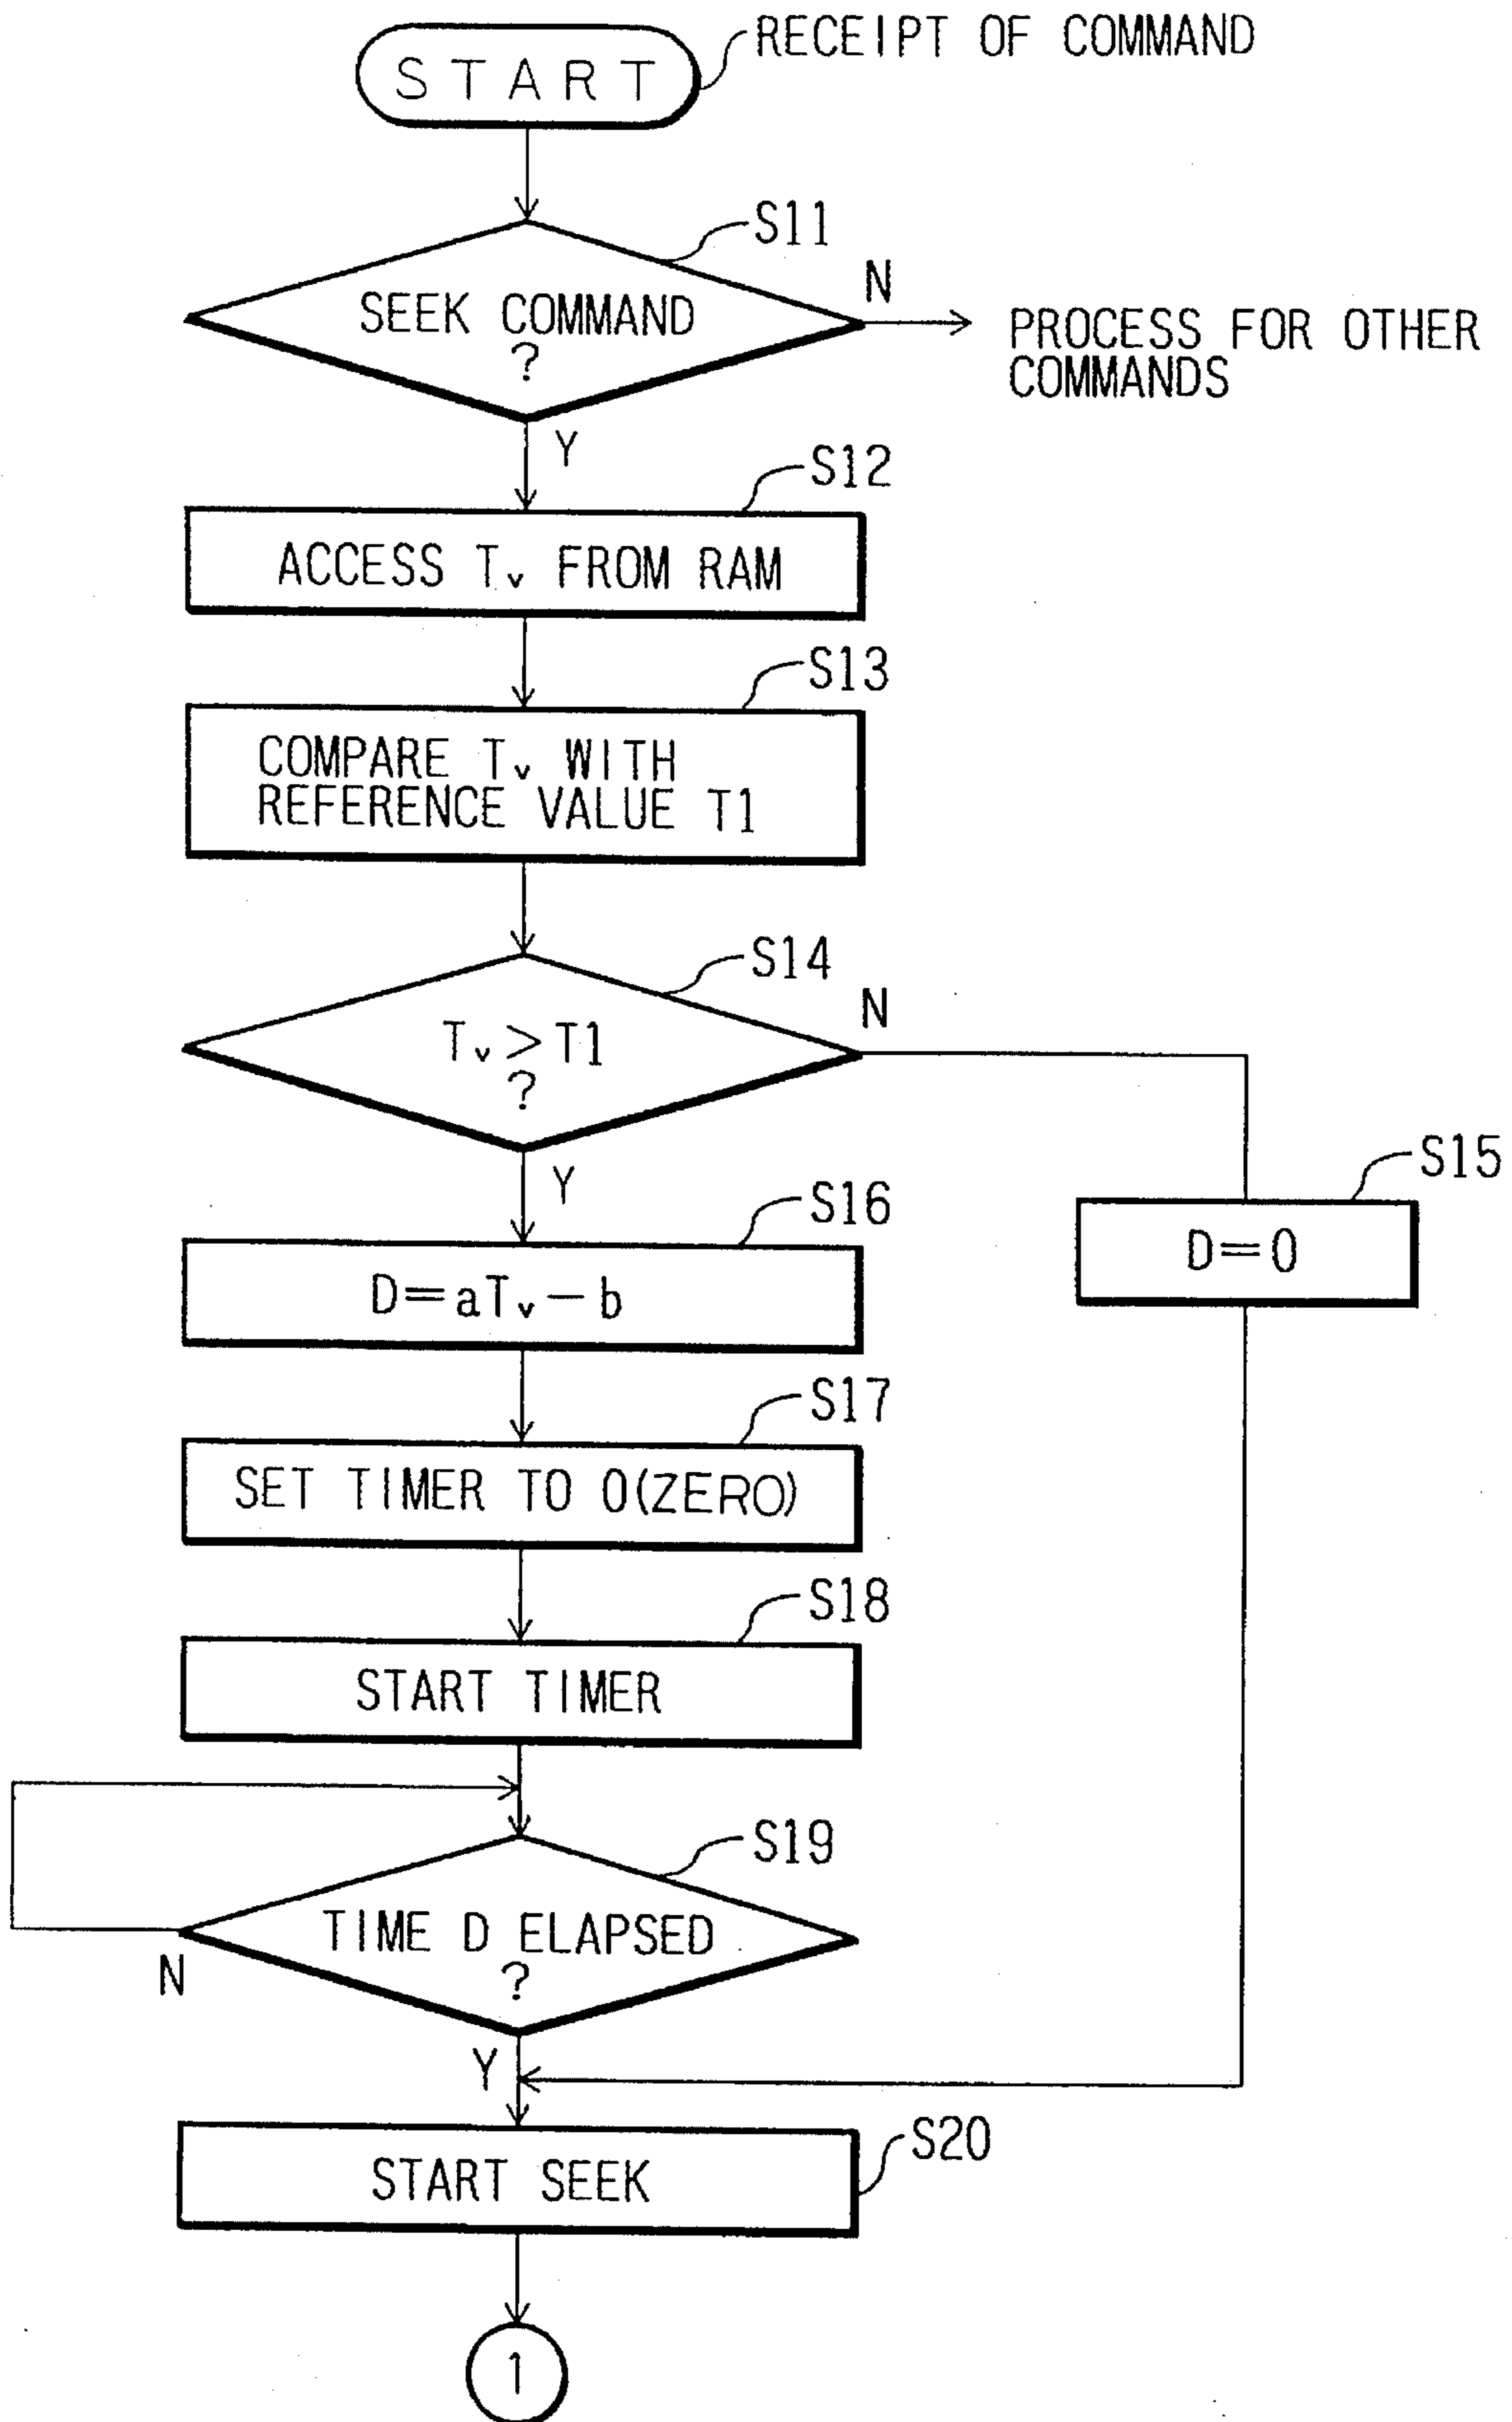 START
RECEIPT OF COMMAND
S11
SEEK COMMAND
?
N
PROCESS FOR OTHER
COMMANDS
Y
S12
ACCESS Tv FROM RAM
S13
COMPARE Tv WITH
REFERENCE VALUE T1
S14
Tv > T1
?
N
Y
S15
D=0
S16
D=aTv-b
S17
SET TIMER TO 0(ZERO)
S18
START TIMER
S19
TIME D ELAPSED
?
N
Y
S20
START SEEK
1